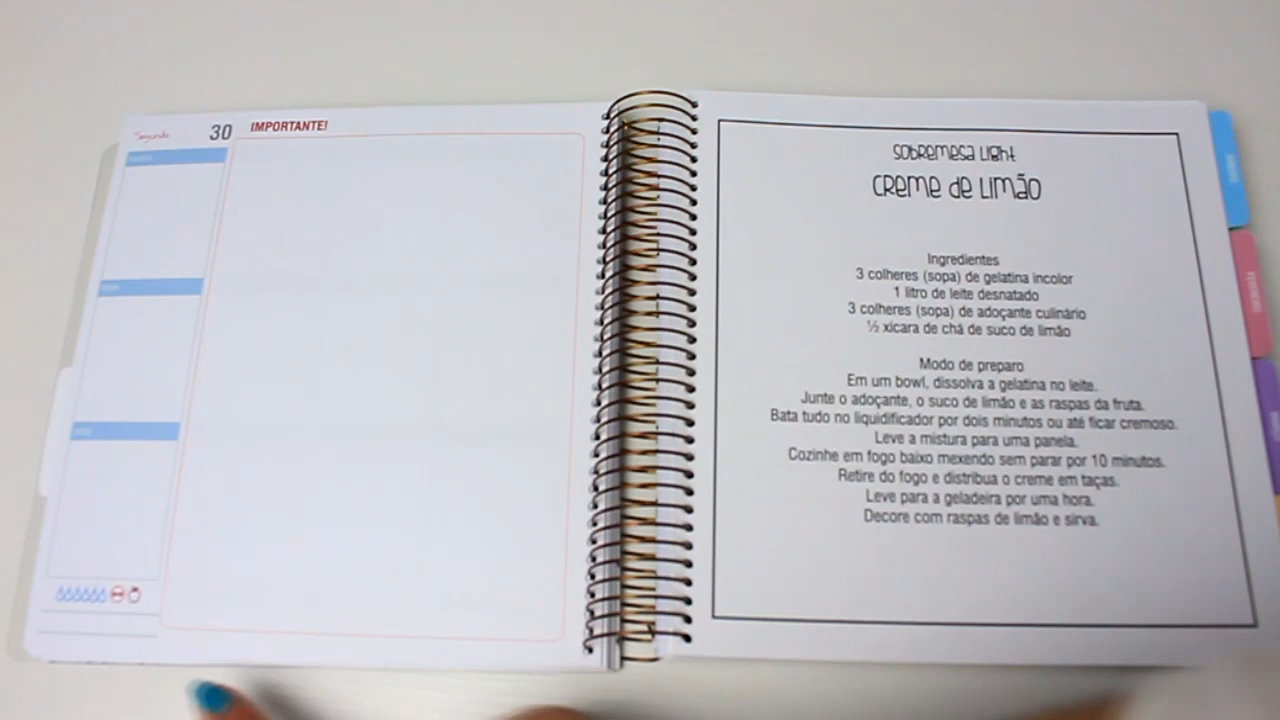 Segunda
30
IMPORTANTE!
SOBREMESA LIGHT
CREME de LIMÃO
Ingredientes
3 colheres (sopa) de gelatina incolor
1 litro de leite desnatado
3 colheres (sopa) de adoçante culinário
½ xícara de chá de suco de limão
Modo de preparo
Em um bowl, dissolva a gelatina no leite.
Junte o adoçante, o suco de limão e as raspas da fruta.
Bata tudo no liquidificador por dois minutos ou até ficar cremoso.
Leve a mistura para uma panela.
Cozinhe em fogo baixo mexendo sem parar por 10 minutos.
Retire do fogo e distribua o creme em taças.
Leve para a geladeira por uma hora.
Decore com raspas de limão e sirva.